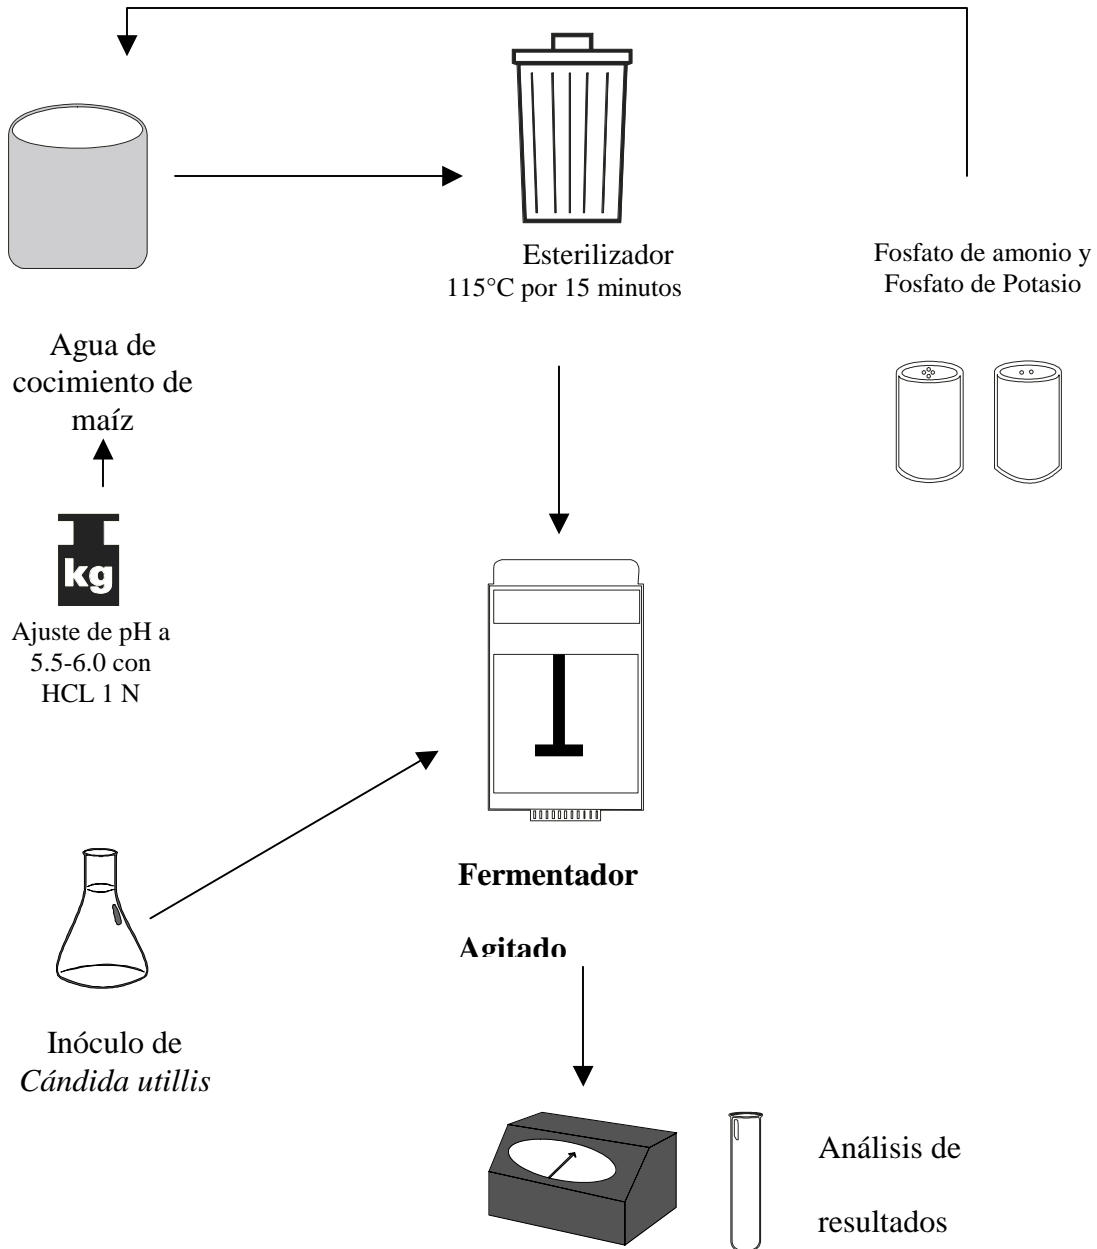 Esterilizador
115°C por 15 minutos
Fosfato de amonio y
Fosfato de Potasio
Agua de
cocimiento de
maíz
kg
Ajuste de pH a
5.5-6.0 con
HCL 1 N
Fermentador
Agitado
Inóculo de
Cándida utillis
Análisis de
resultados